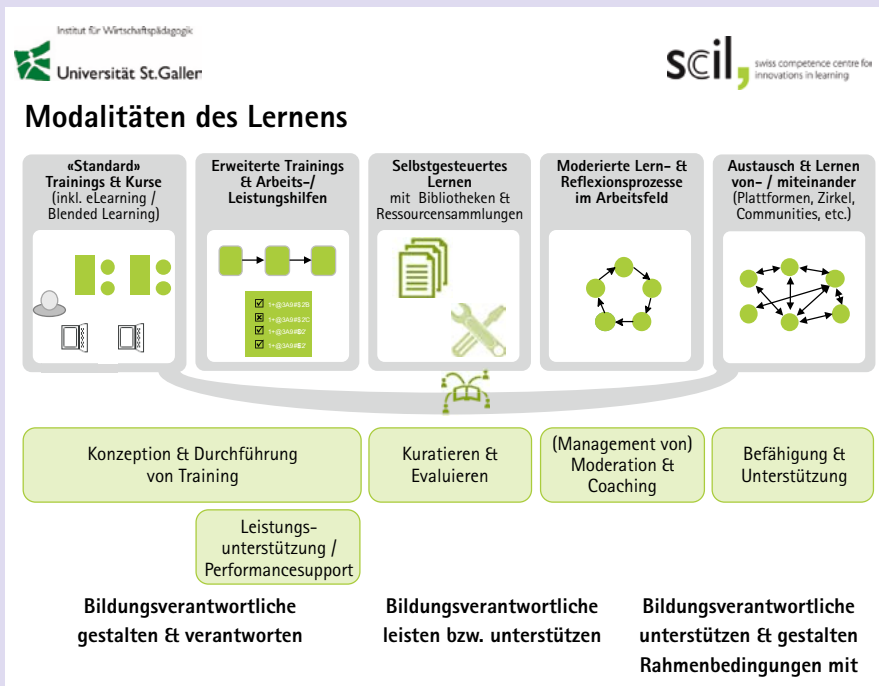 Institut für Wirtschaftspädagogik
Universität St.Gallen
scil,
swiss competence centre for
innovations in learning
Modalitäten des Lernens
«Standard»
Trainings & Kurse
(inkl. eLearning /
Blended Learning)
Erweiterte Trainings
& Arbeits-/
Leistungshilfen
Selbstgesteuertes
Lernen
mit Bibliotheken &
Ressourcensammlungen
Moderierte Lern- &
Reflexionsprozesse
im Arbeitsfeld
Austausch & Lernen
von- / miteinander
(Plattformen, Zirkel,
Communities, etc.)
Konzeption & Durchführung
von Training
Kuratieren &
Evaluieren
(Management von)
Moderation &
Coaching
Befähigung &
Unterstützung
Leistungs-
unterstützung /
Performancesupport
Bildungsverantwortliche
gestalten & verantworten
Bildungsverantwortliche
leisten bzw. unterstützen
Bildungsverantwortliche
unterstützen & gestalten
Rahmenbedingungen mit